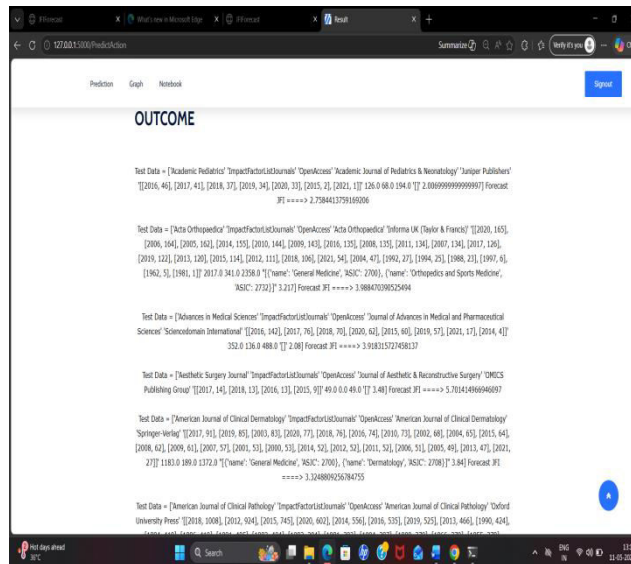 JFIForecast
What's new in Microsoft Edge
JFIForecast
Result
127.0.0.1:5000/PredictAction
Summarize
Verify it's you
Prediction Graph Notebook
Signout
OUTCOME
Test Data = ['Academic Pediatrics' 'ImpactFactorListJournals' 'OpenAccess' 'Academic Journal of Pediatrics & Neonatology' 'Juniper Publishers'
'[[2016, 46], [2017, 41], [2018, 37], [2019, 34], [2020, 33], [2015, 2], [2021, 1]]' 126.0 68.0 194.0 '[]' 2.0069999999999997] Forecast
JFI ====> 2.7584413759169206
Test Data = ['Acta Orthopaedica' 'ImpactFactorListJournals' 'OpenAccess' 'Acta Orthopaedica' 'Informa UK (Taylor & Francis)' '[[2020, 165],
[2006, 164], [2005, 162], [2014, 155], [2010, 144], [2009, 143], [2016, 135], [2008, 135], [2011, 134], [2007, 134], [2017, 126],
[2019, 122], [2013, 120], [2015, 114], [2012, 111], [2018, 106], [2021, 54], [2004, 47], [1992, 27], [1994, 25], [1988, 23], [1997, 6],
[1962, 5], [1981, 1]]' 2017.0 341.0 2358.0 "[{'name': 'General Medicine', 'ASJC': 2700}, {'name': 'Orthopedics and Sports Medicine',
'ASJC': 2732}]" 3.217] Forecast JFI ====> 3.988470390525494
Test Data = ['Advances in Medical Sciences' 'ImpactFactorListJournals' 'OpenAccess' 'Journal of Advances in Medical and Pharmaceutical
Sciences' 'Sciencedomain International' '[[2016, 142], [2017, 76], [2018, 70], [2020, 62], [2015, 60], [2019, 57], [2021, 17], [2014, 4]]'
352.0 136.0 488.0 '[]' 2.08] Forecast JFI ====> 3.918315727458137
Test Data = ['Aesthetic Surgery Journal' 'ImpactFactorListJournals' 'OpenAccess' 'Journal of Aesthetic & Reconstructive Surgery' 'OMICS
Publishing Group' '[[2017, 14], [2018, 13], [2016, 13], [2015, 9]]' 49.0 0.0 49.0 '[]' 3.48] Forecast JFI ====> 5.701414966946097
Test Data = ['American Journal of Clinical Dermatology' 'ImpactFactorListJournals' 'OpenAccess' 'American Journal of Clinical Dermatology'
'Springer-Verlag' '[[2017, 91], [2019, 85], [2003, 83], [2020, 77], [2018, 76], [2016, 74], [2010, 73], [2002, 68], [2004, 65], [2015, 64],
[2008, 62], [2009, 61], [2007, 57], [2001, 53], [2000, 53], [2014, 52], [2012, 52], [2011, 52], [2006, 51], [2005, 49], [2013, 47], [2021,
27]]' 1183.0 189.0 1372.0 "[{'name': 'General Medicine', 'ASJC': 2700}, {'name': 'Dermatology', 'ASJC': 2708}]" 3.84] Forecast JFI
====> 3.3248809256784755
Test Data = ['American Journal of Clinical Pathology' 'ImpactFactorListJournals' 'OpenAccess' 'American Journal of Clinical Pathology' 'Oxford
University Press' '[[2018, 1008], [2012, 924], [2015, 745], [2020, 602], [2014, 556], [2016, 535], [2019, 525], [2013, 466], [1990, 424],
Hot days ahead
36°C
Search
ENG
IN